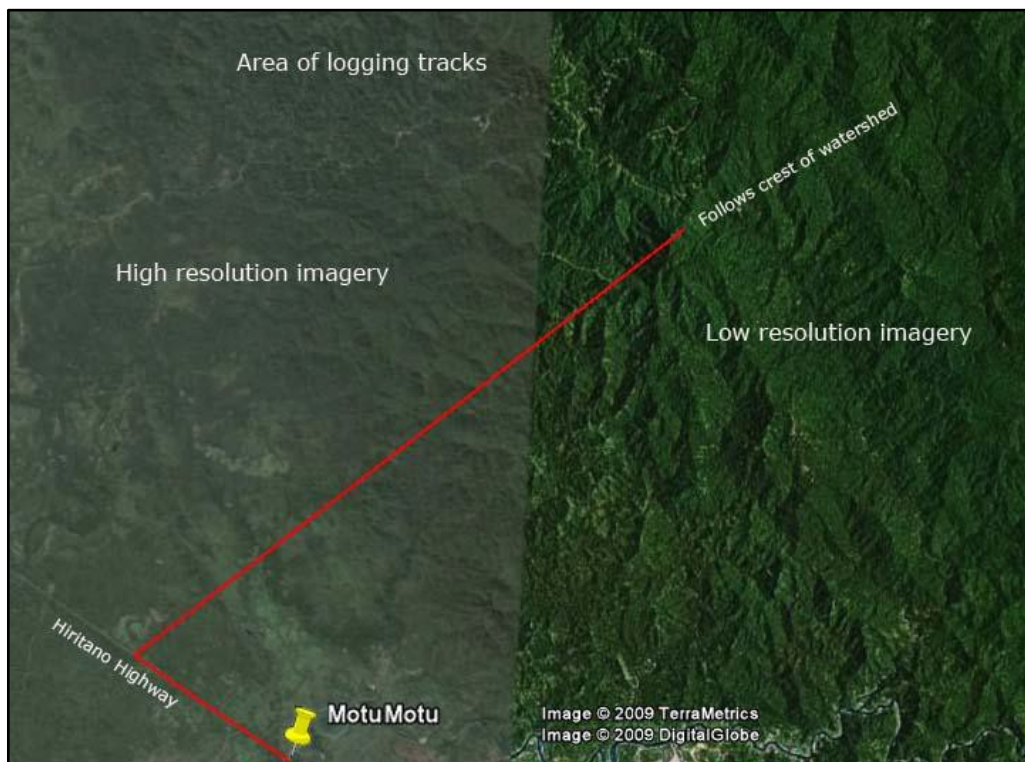 Area of logging tracks
Follows crest of watershed
High resolution imagery
Low resolution imagery
Hiritano Highway
MotuMotu
Image © 2009 TerraMetrics
Image © 2009 DigitalGlobe